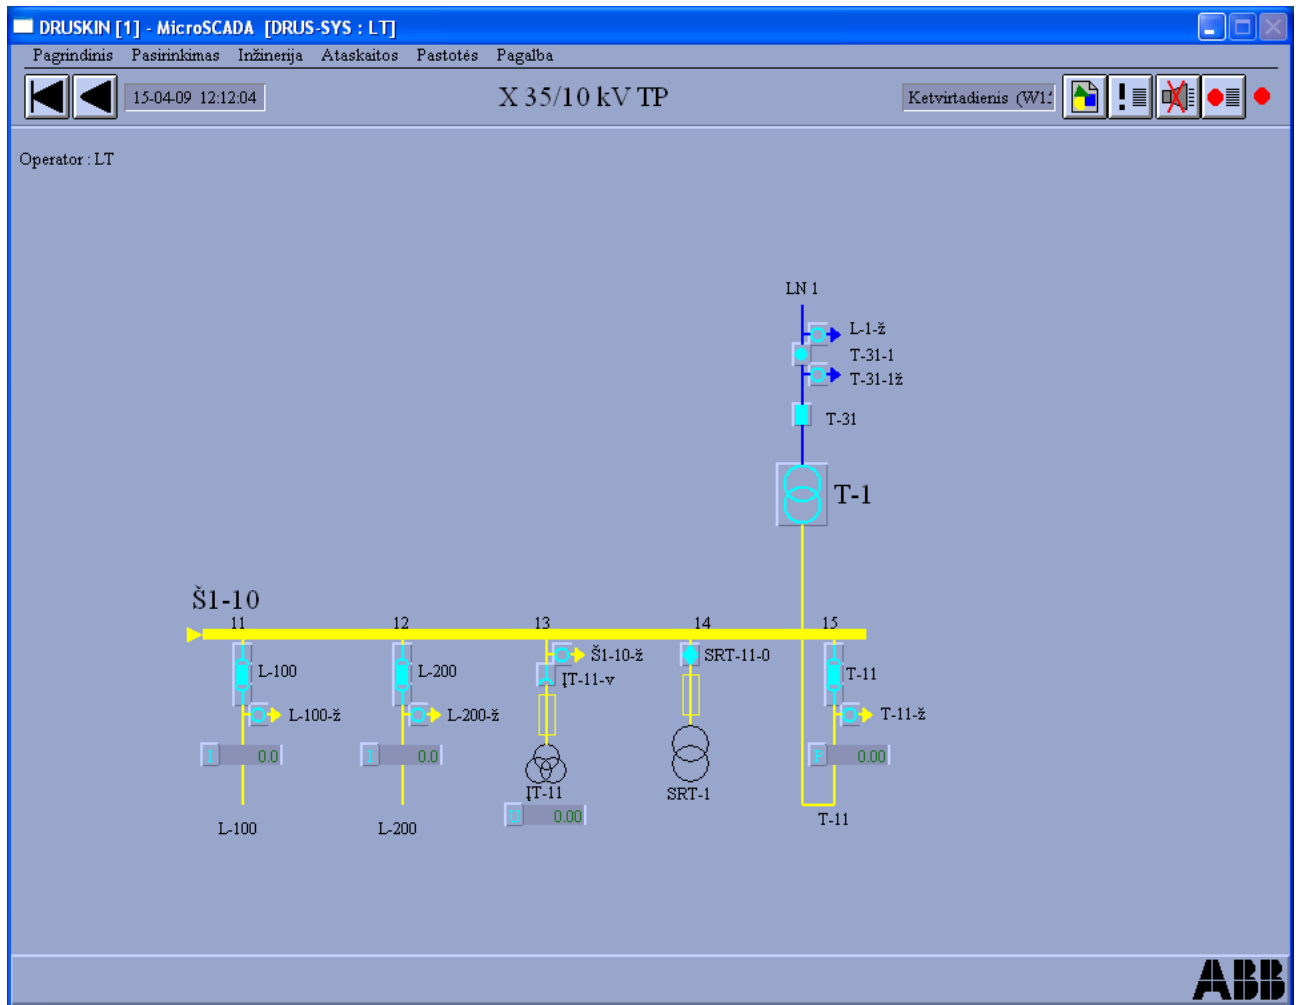 DRUSKIN [1] - MicroSCADA [DRUS-SYS : LT]
Pagrindinis Pasirinkimas Inžinerija Ataskaitos Pastotės Pagalba
15-04-09 12:12:04
X 35/10 kV TP
Ketvirtadienis (W1
Operator : LT
LN 1
L-1-ž
T-31-1
T-31-1ž
T-31
T-1
Š1-10
11 12 13 14 15
L-100 L-200 Š1-10-ž SRT-11-0 T-11
ĮT-11-v
L-100-ž L-200-ž T-11-ž
I 0.0 I 0.0 P 0.00
ĮT-11 SRT-1
U 0.00
L-100 L-200 T-11
ABB